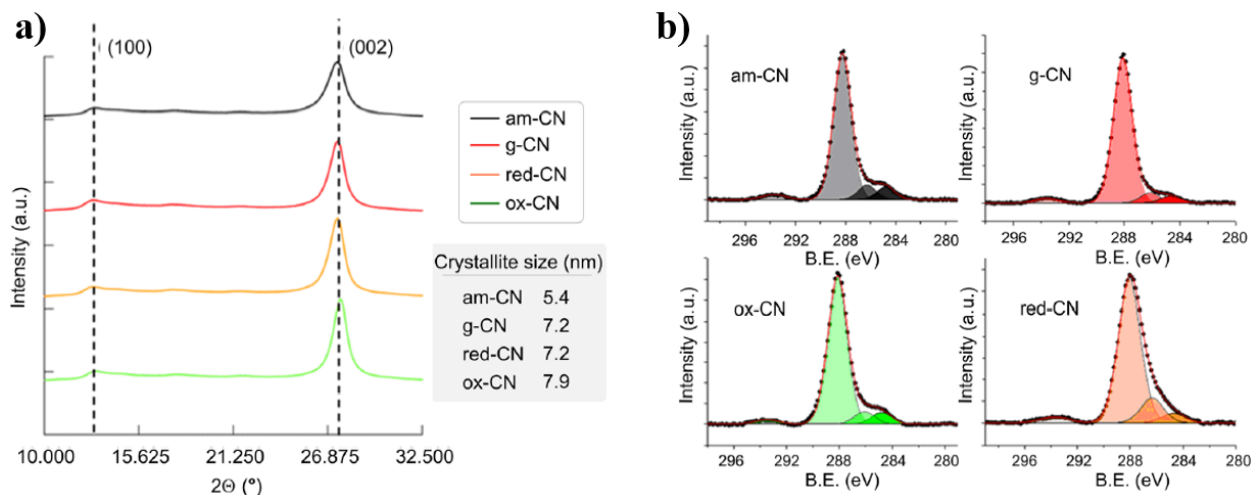 a)
(100)
(002)
am-CN
g-CN
red-CN
ox-CN
Crystallite size (nm)
am-CN 5.4
g-CN 7.2
red-CN 7.2
ox-CN 7.9
Intensity (a.u.)
10.000 15.625 21.250 26.875 32.500
2Θ (°)
b)
am-CN
Intensity (a.u.)
296 292 288 284 280
B.E. (eV)
g-CN
Intensity (a.u.)
296 292 288 284 280
B.E. (eV)
ox-CN
Intensity (a.u.)
296 292 288 284 280
B.E. (eV)
red-CN
Intensity (a.u.)
296 292 288 284 280
B.E. (eV)